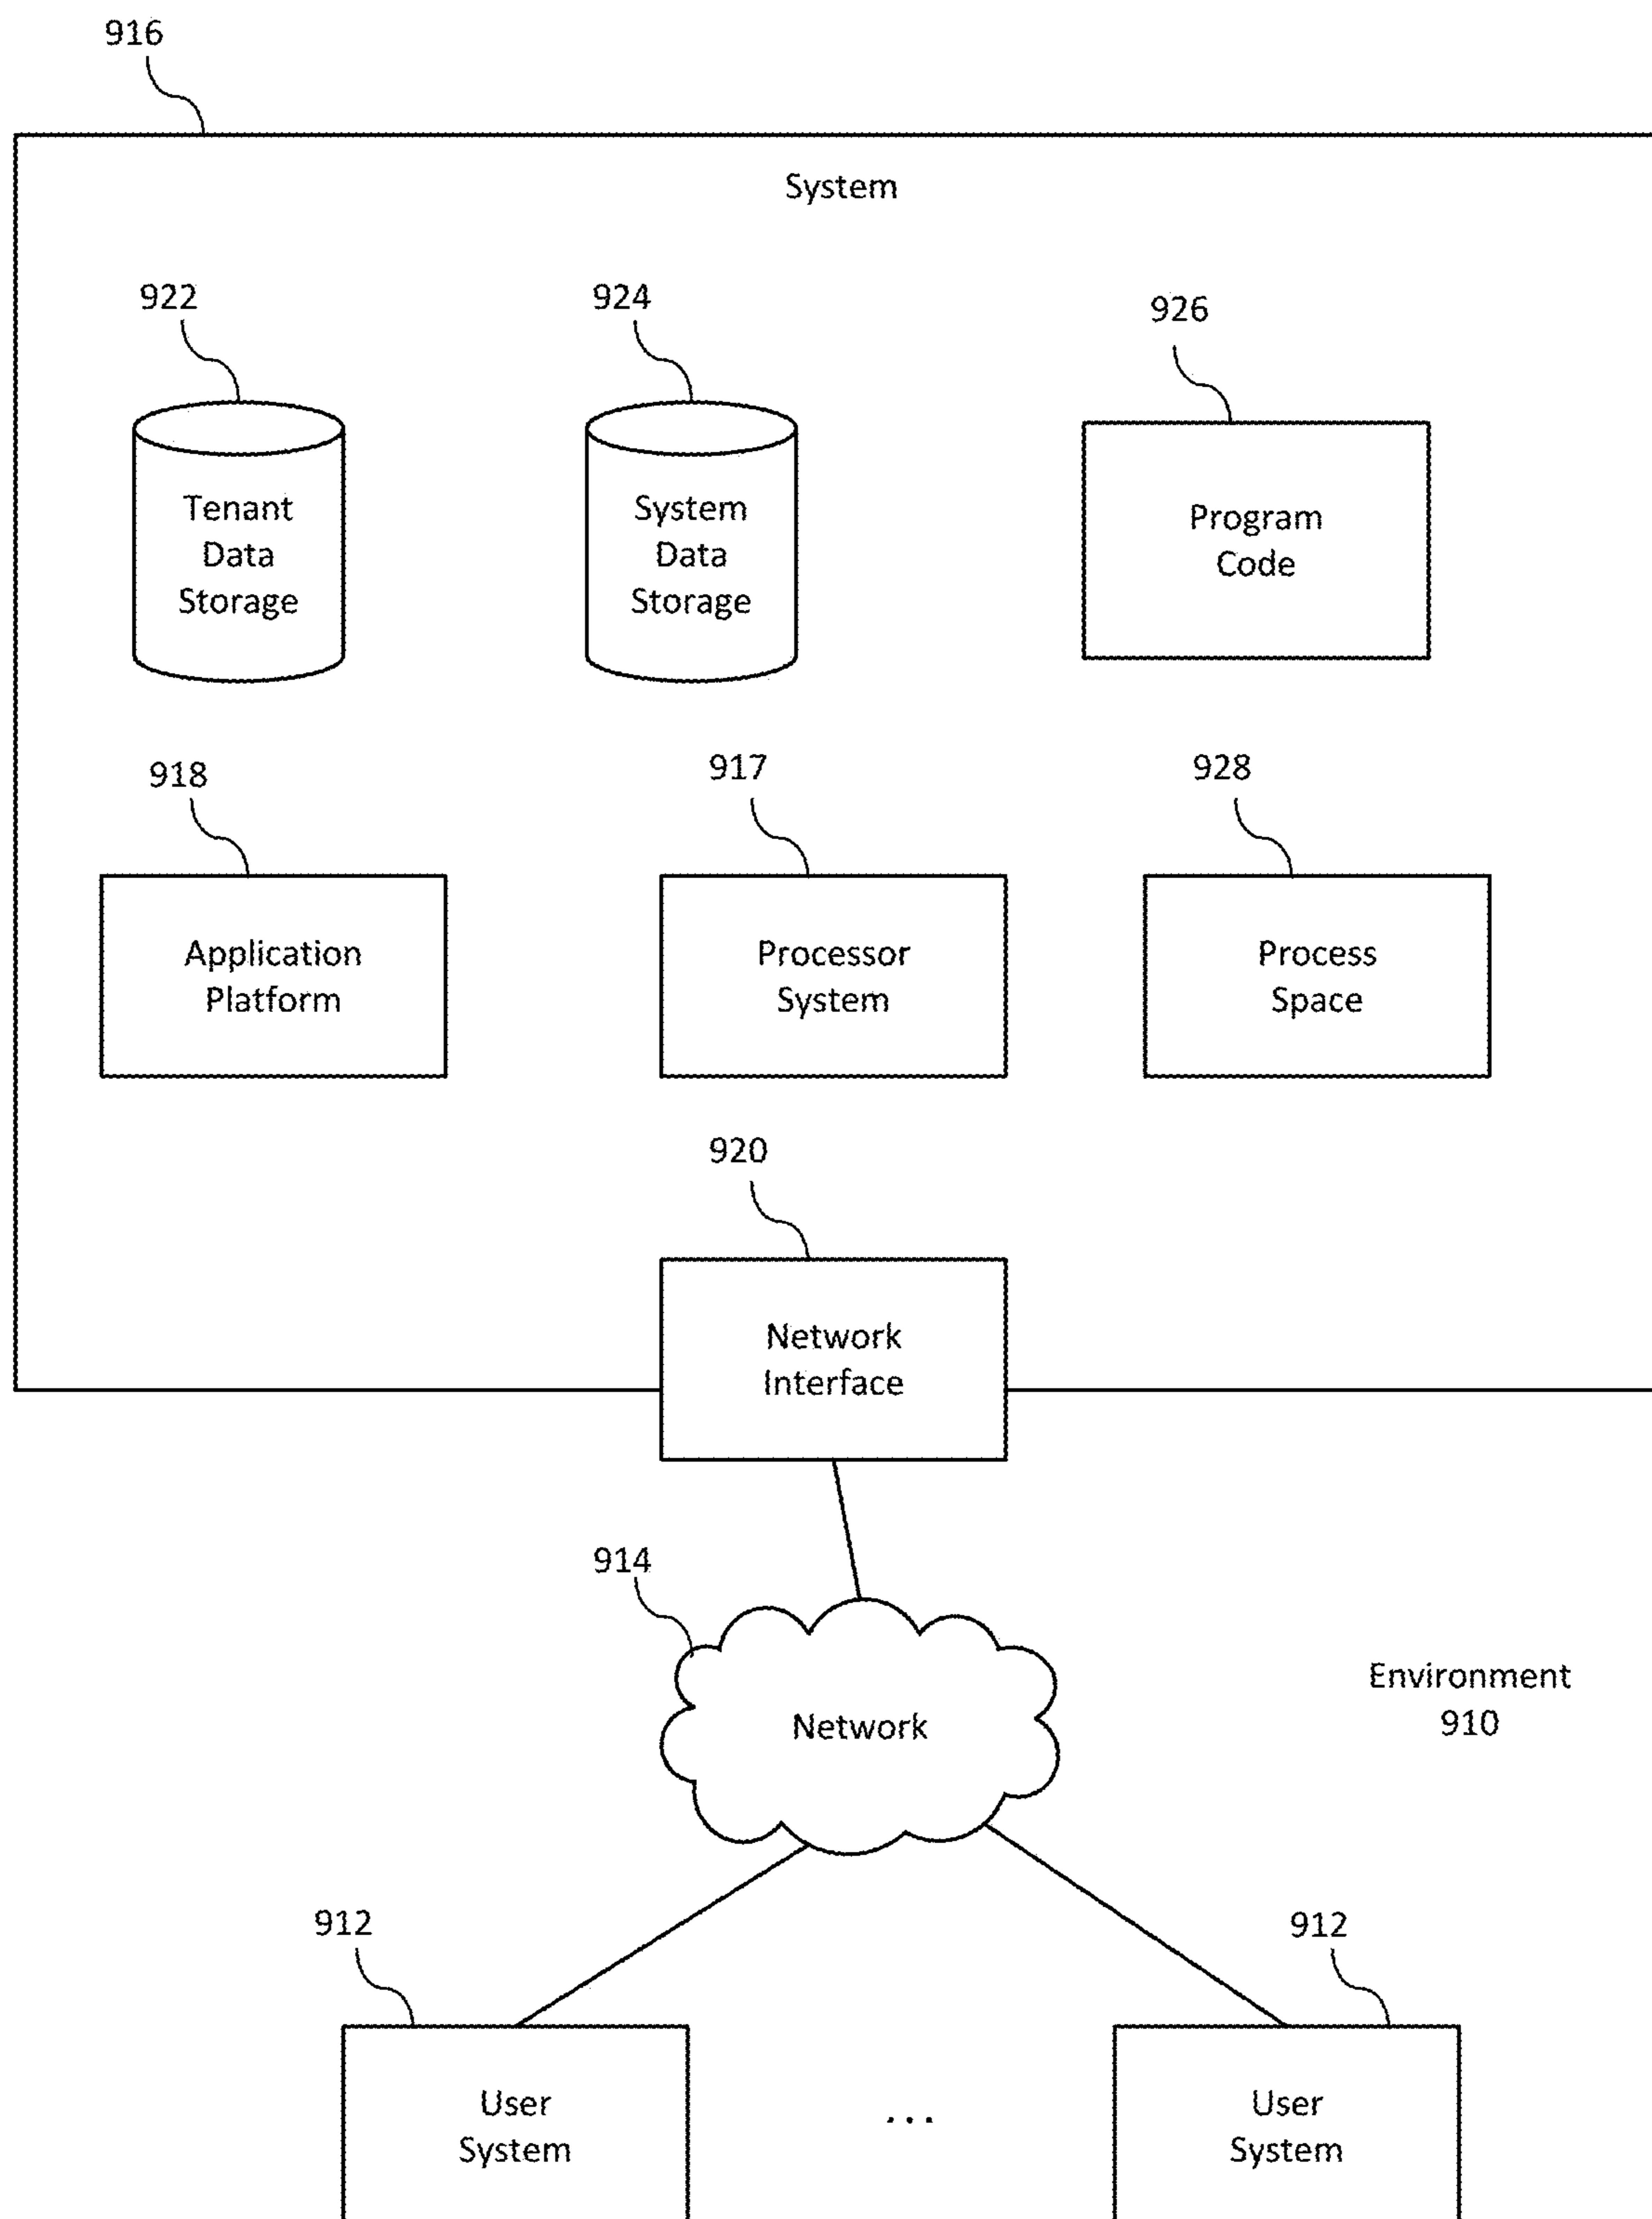 916
System
922
924
926
Tenant
Data
Storage
System
Data
Storage
Program
Code
918
917
928
Application
Platform
Processor
System
Process
Space
920
Network
Interface
914
Network
Environment
910
912
912
User
System
...
User
System